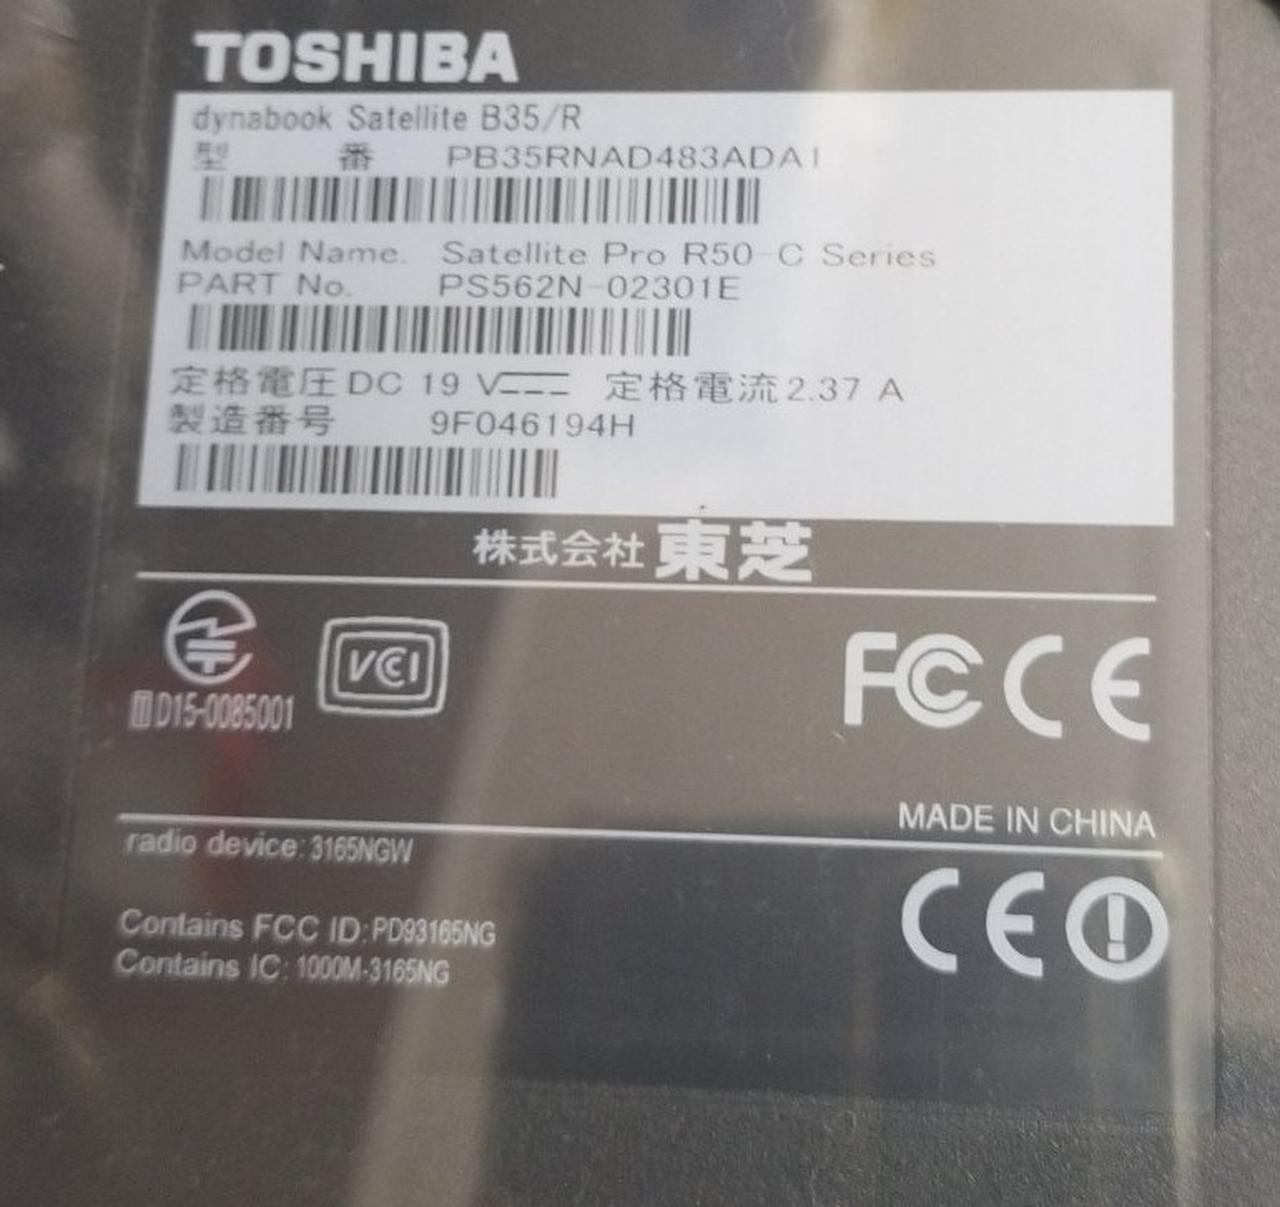 TOSHIBA
dynabook Satellite B35/R
型 番 PB35RNAD483ADA1
Model Name. Satellite Pro R50-C Series
PART No. PS562N-02301E
定格電圧 DC 19 V 定格電流 2.37 A
製造番号 9F046194H
株式会社 東芝
T D15-0085001
VCCI
FC CE
MADE IN CHINA
radio device: 3165NGW
Contains FCC ID: PD93165NG
Contains IC: 1000M-3165NG
CE